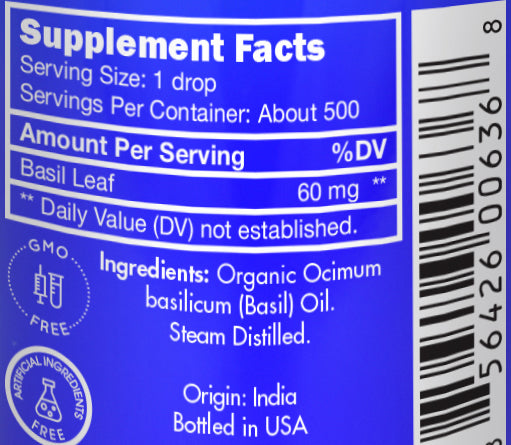 Supplement Facts
Serving Size: 1 drop
Servings Per Container: About 500
Amount Per Serving %DV
Basil Leaf 60 mg **
** Daily Value (DV) not established.
GMO
FREE
Ingredients: Organic Ocimum
basilicum (Basil) Oil.
Steam Distilled.
ARTIFICIAL INGREDIENTS
FREE
Origin: India
Bottled in USA
56426 00636 8